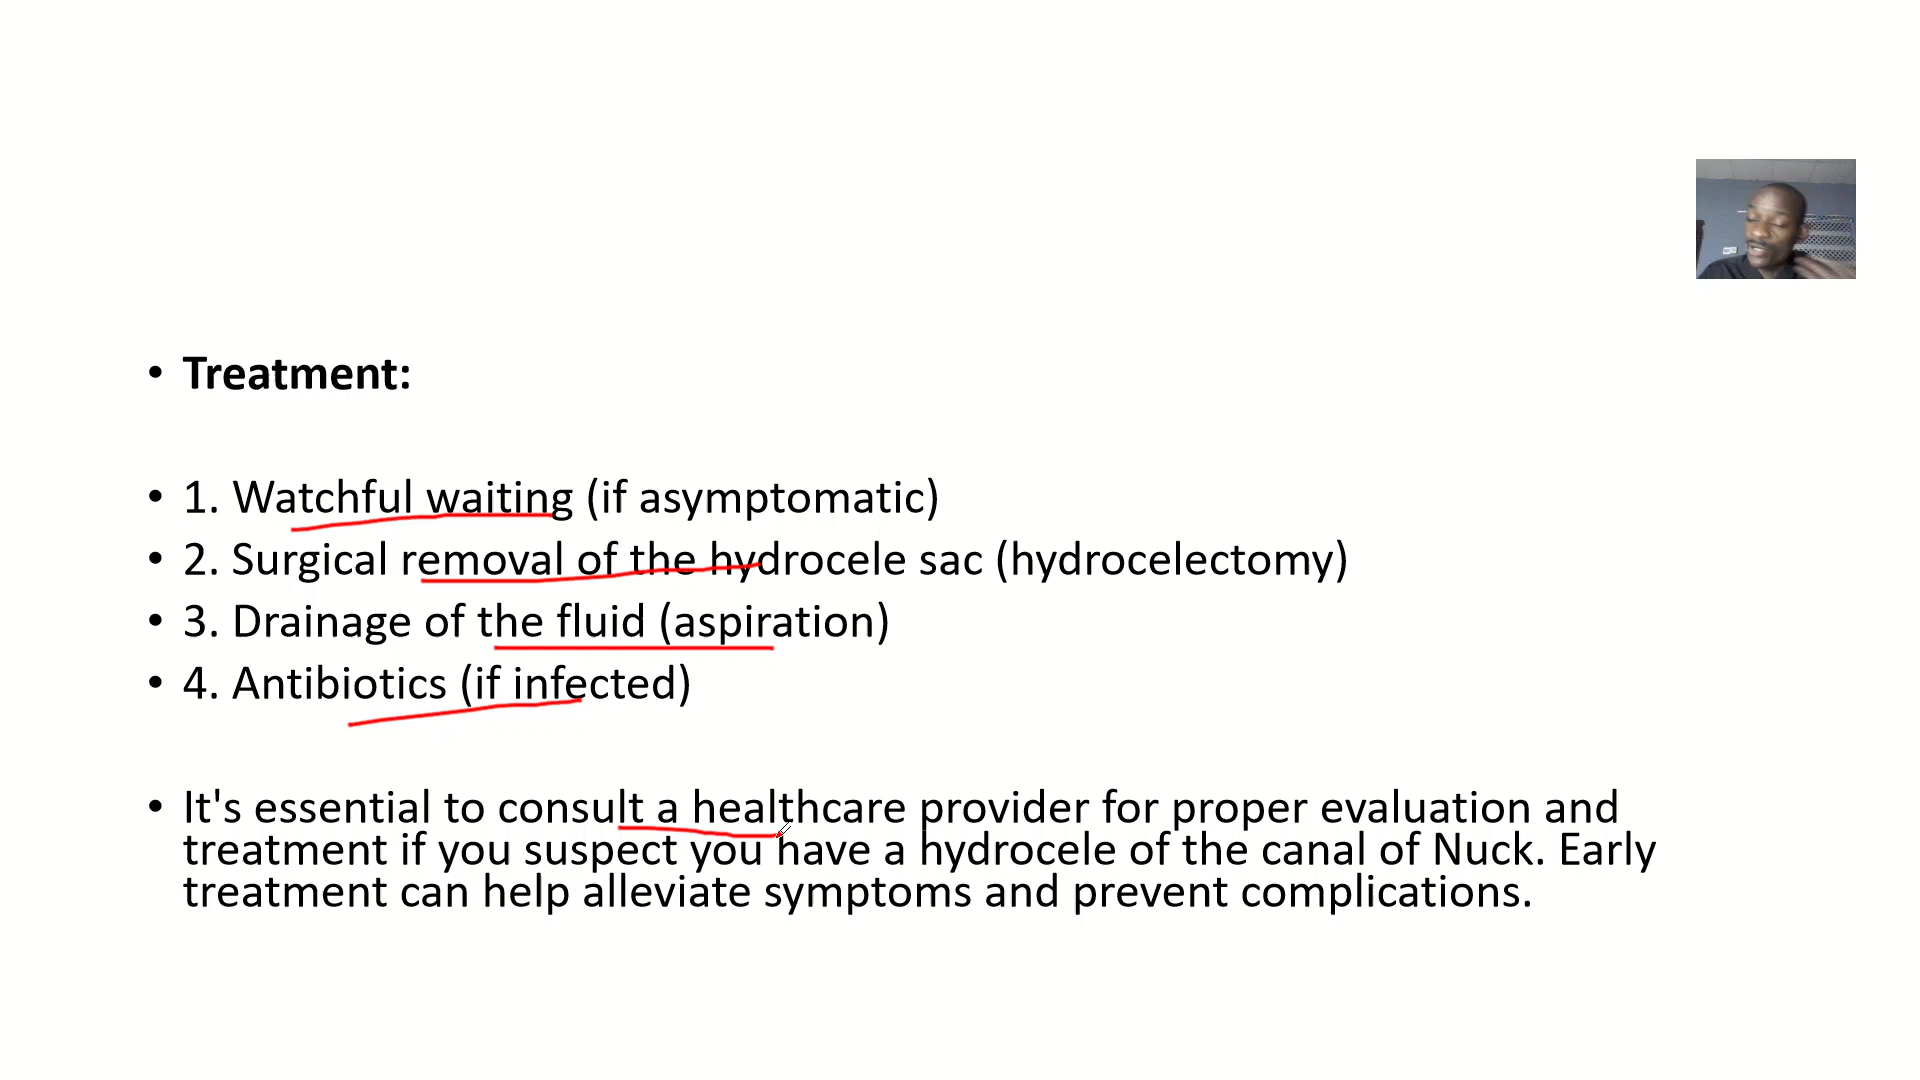 • Treatment:
• 1. Watchful waiting (if asymptomatic)
• 2. Surgical removal of the hydrocele sac (hydrocelectomy)
• 3. Drainage of the fluid (aspiration)
• 4. Antibiotics (if infected)
• It's essential to consult a healthcare provider for proper evaluation and
treatment if you suspect you have a hydrocele of the canal of Nuck. Early
treatment can help alleviate symptoms and prevent complications.